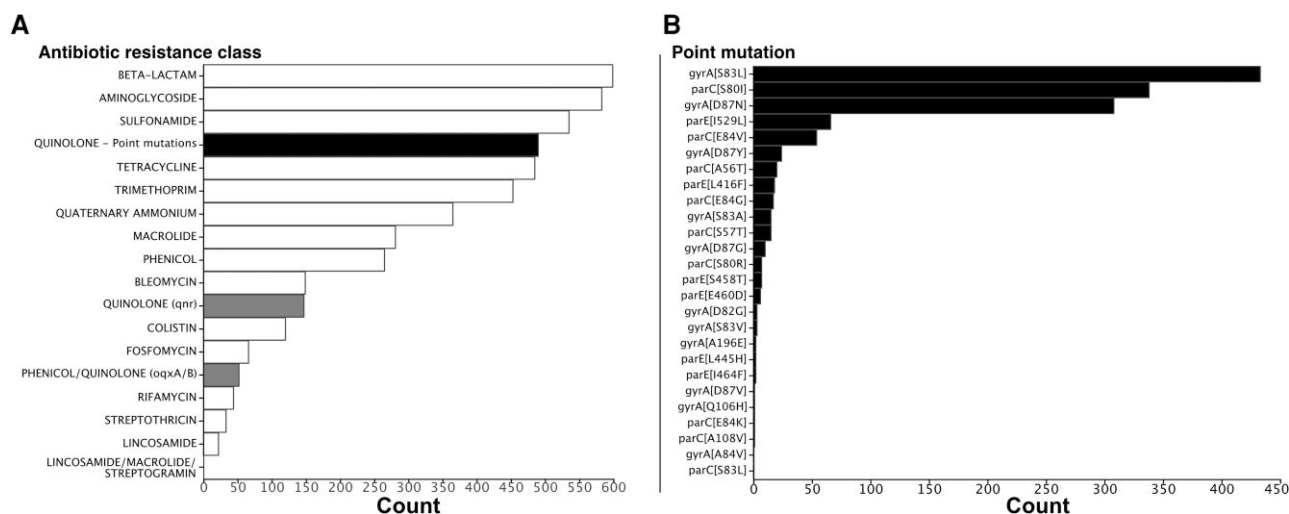 A
Antibiotic resistance class
BETA-LACTAM
AMINOGLYCOSIDE
SULFONAMIDE
QUINOLONE - Point mutations
TETRACYCLINE
TRIMETHOPRIM
QUATERNARY AMMONIUM
MACROLIDE
PHENICOL
BLEOMYCIN
QUINOLONE (qnr)
COLISTIN
FOSFOMYCIN
PHENICOL/QUINOLONE (oqxA/B)
RIFAMYCIN
STREPTOTHRICIN
LINCOSAMIDE
LINCOSAMIDE/MACROLIDE/
STREPTOGRAMIN
0 50 100 150 200 250 300 350 400 450 500 550 600
Count
B
Point mutation
gyrA[S83L]
parC[S80I]
gyrA[D87N]
parE[I529L]
parC[E84V]
gyrA[D87Y]
parC[A56T]
parE[L416F]
parC[E84G]
gyrA[S83A]
parC[S57T]
gyrA[D87G]
parC[S80R]
parE[S458T]
parE[E460D]
gyrA[D82G]
gyrA[S83V]
gyrA[A196E]
parE[L445H]
parE[I464F]
gyrA[D87V]
gyrA[Q106H]
parC[E84K]
parC[A108V]
gyrA[A84V]
parC[S83L]
0 50 100 150 200 250 300 350 400 450
Count